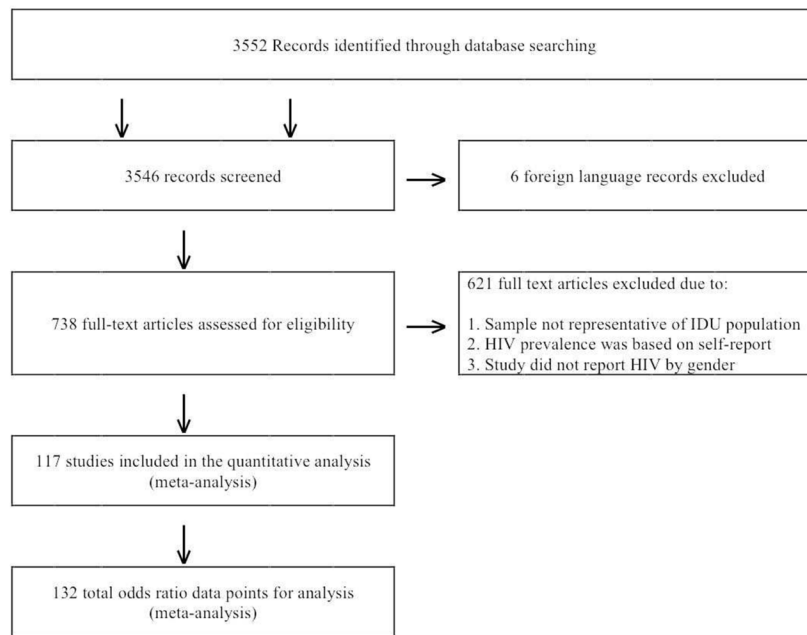 3552 Records identified through database searching
3546 records screened
6 foreign language records excluded
738 full-text articles assessed for eligibility
621 full text articles excluded due to:
1. Sample not representative of IDU population
2. HIV prevalence was based on self-report
3. Study did not report HIV by gender
117 studies included in the quantitative analysis
(meta-analysis)
132 total odds ratio data points for analysis
(meta-analysis)